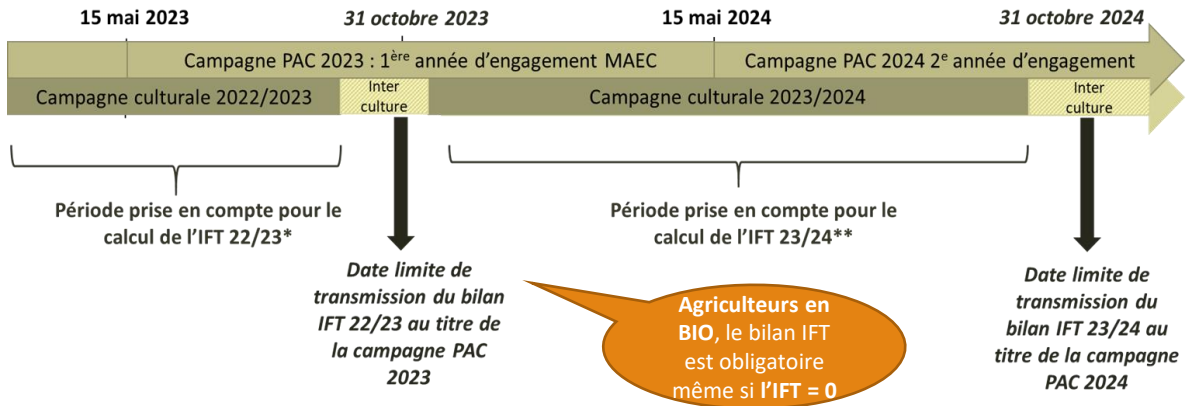 15 mai 2023
31 octobre 2023
15 mai 2024
31 octobre 2024
Campagne PAC 2023 : 1ère année d'engagement MAEC
Campagne PAC 2024 2e année d'engagement
Campagne culturale 2022/2023
Inter
culture
Campagne culturale 2023/2024
Inter
culture
Période prise en compte pour le
calcul de l'IFT 22/23*
Période prise en compte pour le
calcul de l'IFT 23/24**
Date limite de
transmission du bilan
IFT 22/23 au titre de
la campagne PAC
2023
Agriculteurs en
BIO, le bilan IFT
est obligatoire
même si l'IFT = 0
Date limite de
transmission du
bilan IFT 23/24 au
titre de la campagne
PAC 2024